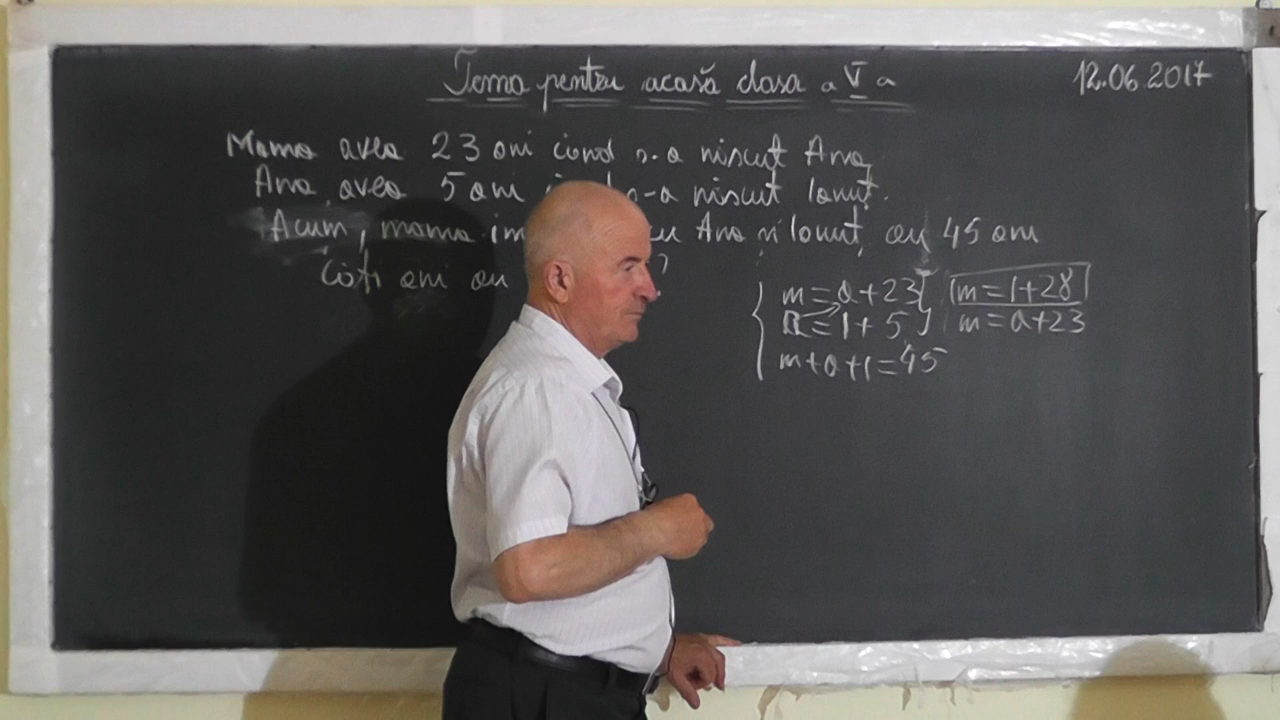 Tema pentru acasă clasa a V a
12.06.2017
Mama avea 23 ani când s-a născut Ana,
Ana avea 5 ani s-a născut Ionuț.
Acum, mama Ana și Ionuț au 45 ani
Câți ani au ?
m=a+23 m=i+28
a=i+5 m=a+23
m+a+i=45